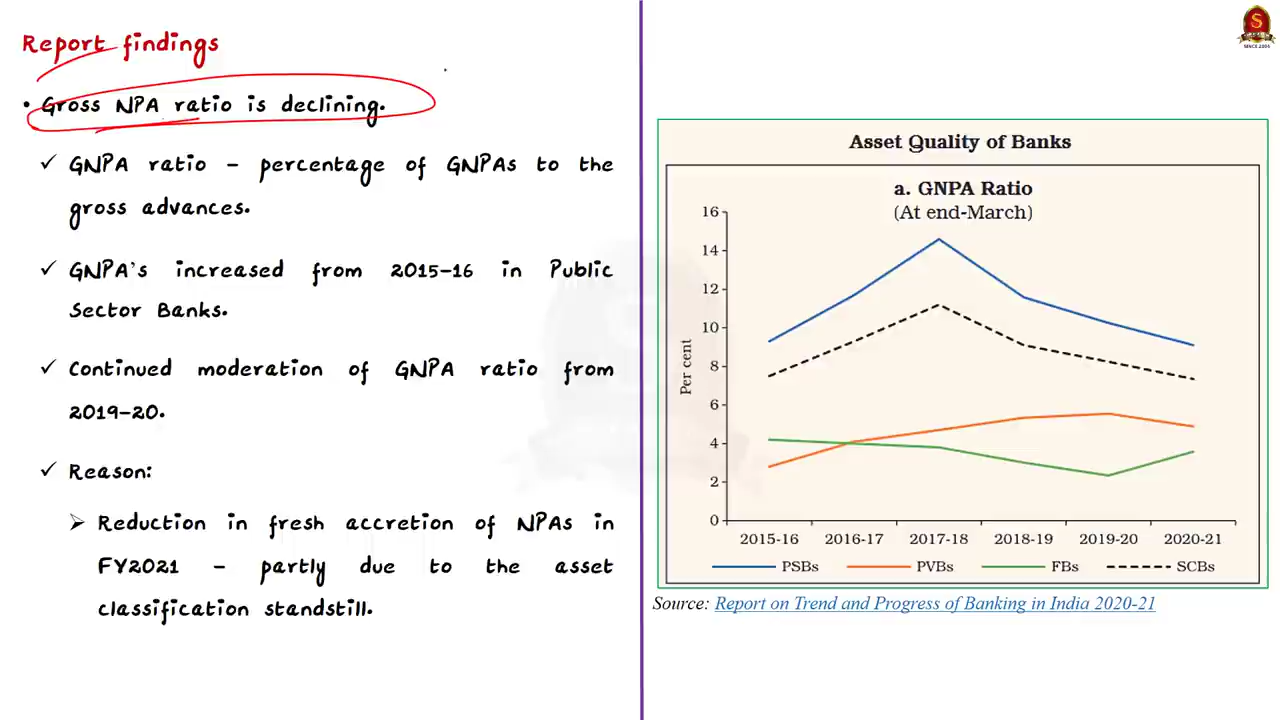 Report findings
• Gross NPA ratio is declining.
✓ GNPA ratio – percentage of GNPAs to the
gross advances.
✓ GNPA's increased from 2015-16 in Public
Sector Banks.
✓ Continued moderation of GNPA ratio from
2019-20.
✓ Reason:
➢ Reduction in fresh accretion of NPAs in
FY2021 – partly due to the asset
classification standstill.
S
SINCE 2004
Asset Quality of Banks
a. GNPA Ratio
(At end-March)
Per cent
16
14
12
10
8
6
4
2
0
2015-16 2016-17 2017-18 2018-19 2019-20 2020-21
PSBs PVBs FBs SCBs
Source: Report on Trend and Progress of Banking in India 2020-21